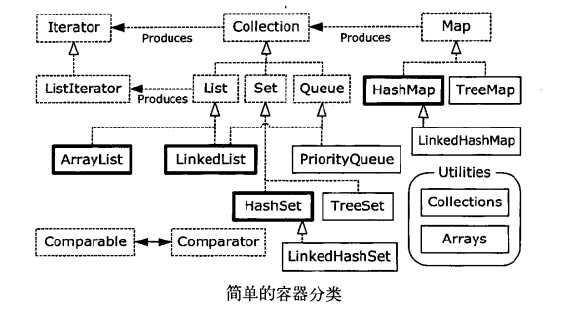 Iterator
Collection
Map
Produces
Produces
ListIterator
Produces
List
Set
Queue
HashMap
TreeMap
LinkedHashMap
ArrayList
LinkedList
PriorityQueue
Utilities
Collections
Arrays
HashSet
TreeSet
Comparable
Comparator
LinkedHashSet
简单的容器分类